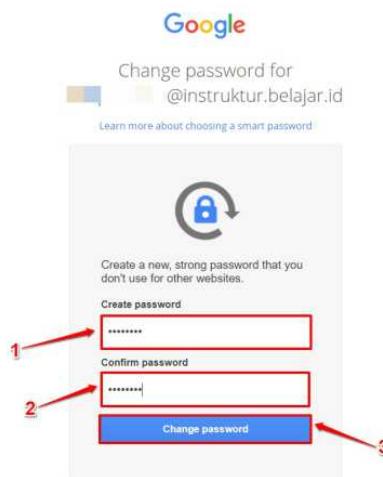 Google
Change password for
@instruktur.belajar.id
Learn more about choosing a smart password
Create a new, strong password that you
don't use for other websites.
Create password
••••••••
1
Confirm password
••••••••
2
Change password
3